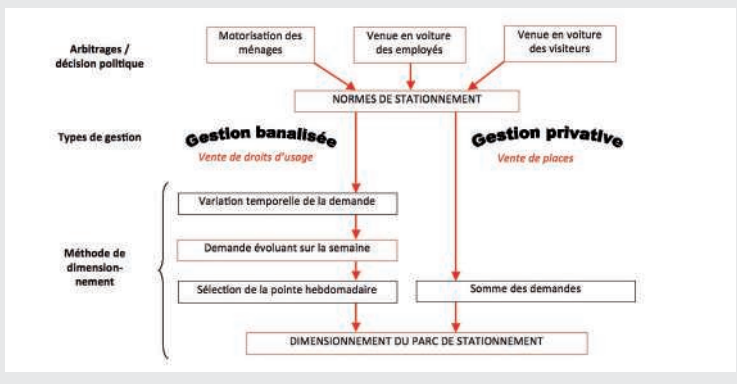 Arbitrages /
décision politique
Motorisation des
ménages
Venue en voiture
des employés
Venue en voiture
des visiteurs
NORMES DE STATIONNEMENT
Types de gestion
Gestion banalisée
Vente de droits d'usage
Gestion privative
Vente de places
Méthode de
dimension-
nement
Variation temporelle de la demande
Demande évoluant sur la semaine
Sélection de la pointe hebdomadaire
Somme des demandes
DIMENSIONNEMENT DU PARC DE STATIONNEMENT